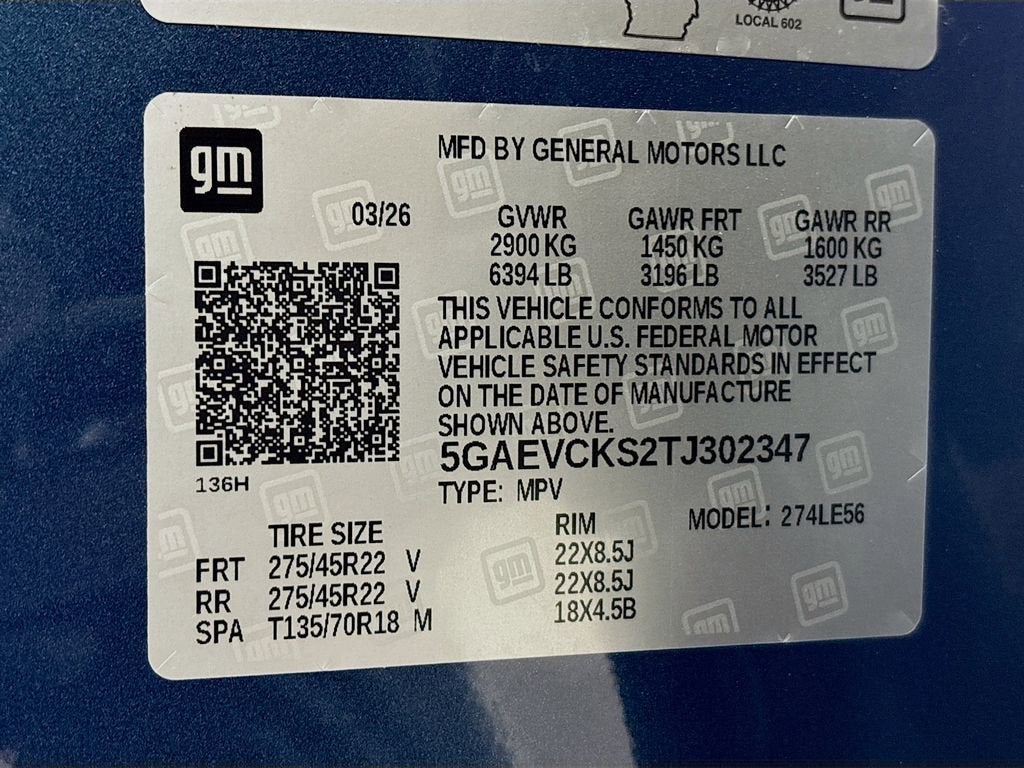 LOCAL 602
gm
MFD BY GENERAL MOTORS LLC
03/26
GVWR GAWR FRT GAWR RR
2900 KG 1450 KG 1600 KG
6394 LB 3196 LB 3527 LB
THIS VEHICLE CONFORMS TO ALL
APPLICABLE U.S. FEDERAL MOTOR
VEHICLE SAFETY STANDARDS IN EFFECT
ON THE DATE OF MANUFACTURE
SHOWN ABOVE.
5GAEVCKS2TJ302347
136H
TYPE: MPV
MODEL: 274LE56
TIRE SIZE RIM
FRT 275/45R22 V 22X8.5J
RR 275/45R22 V 22X8.5J
SPA T135/70R18 M 18X4.5B